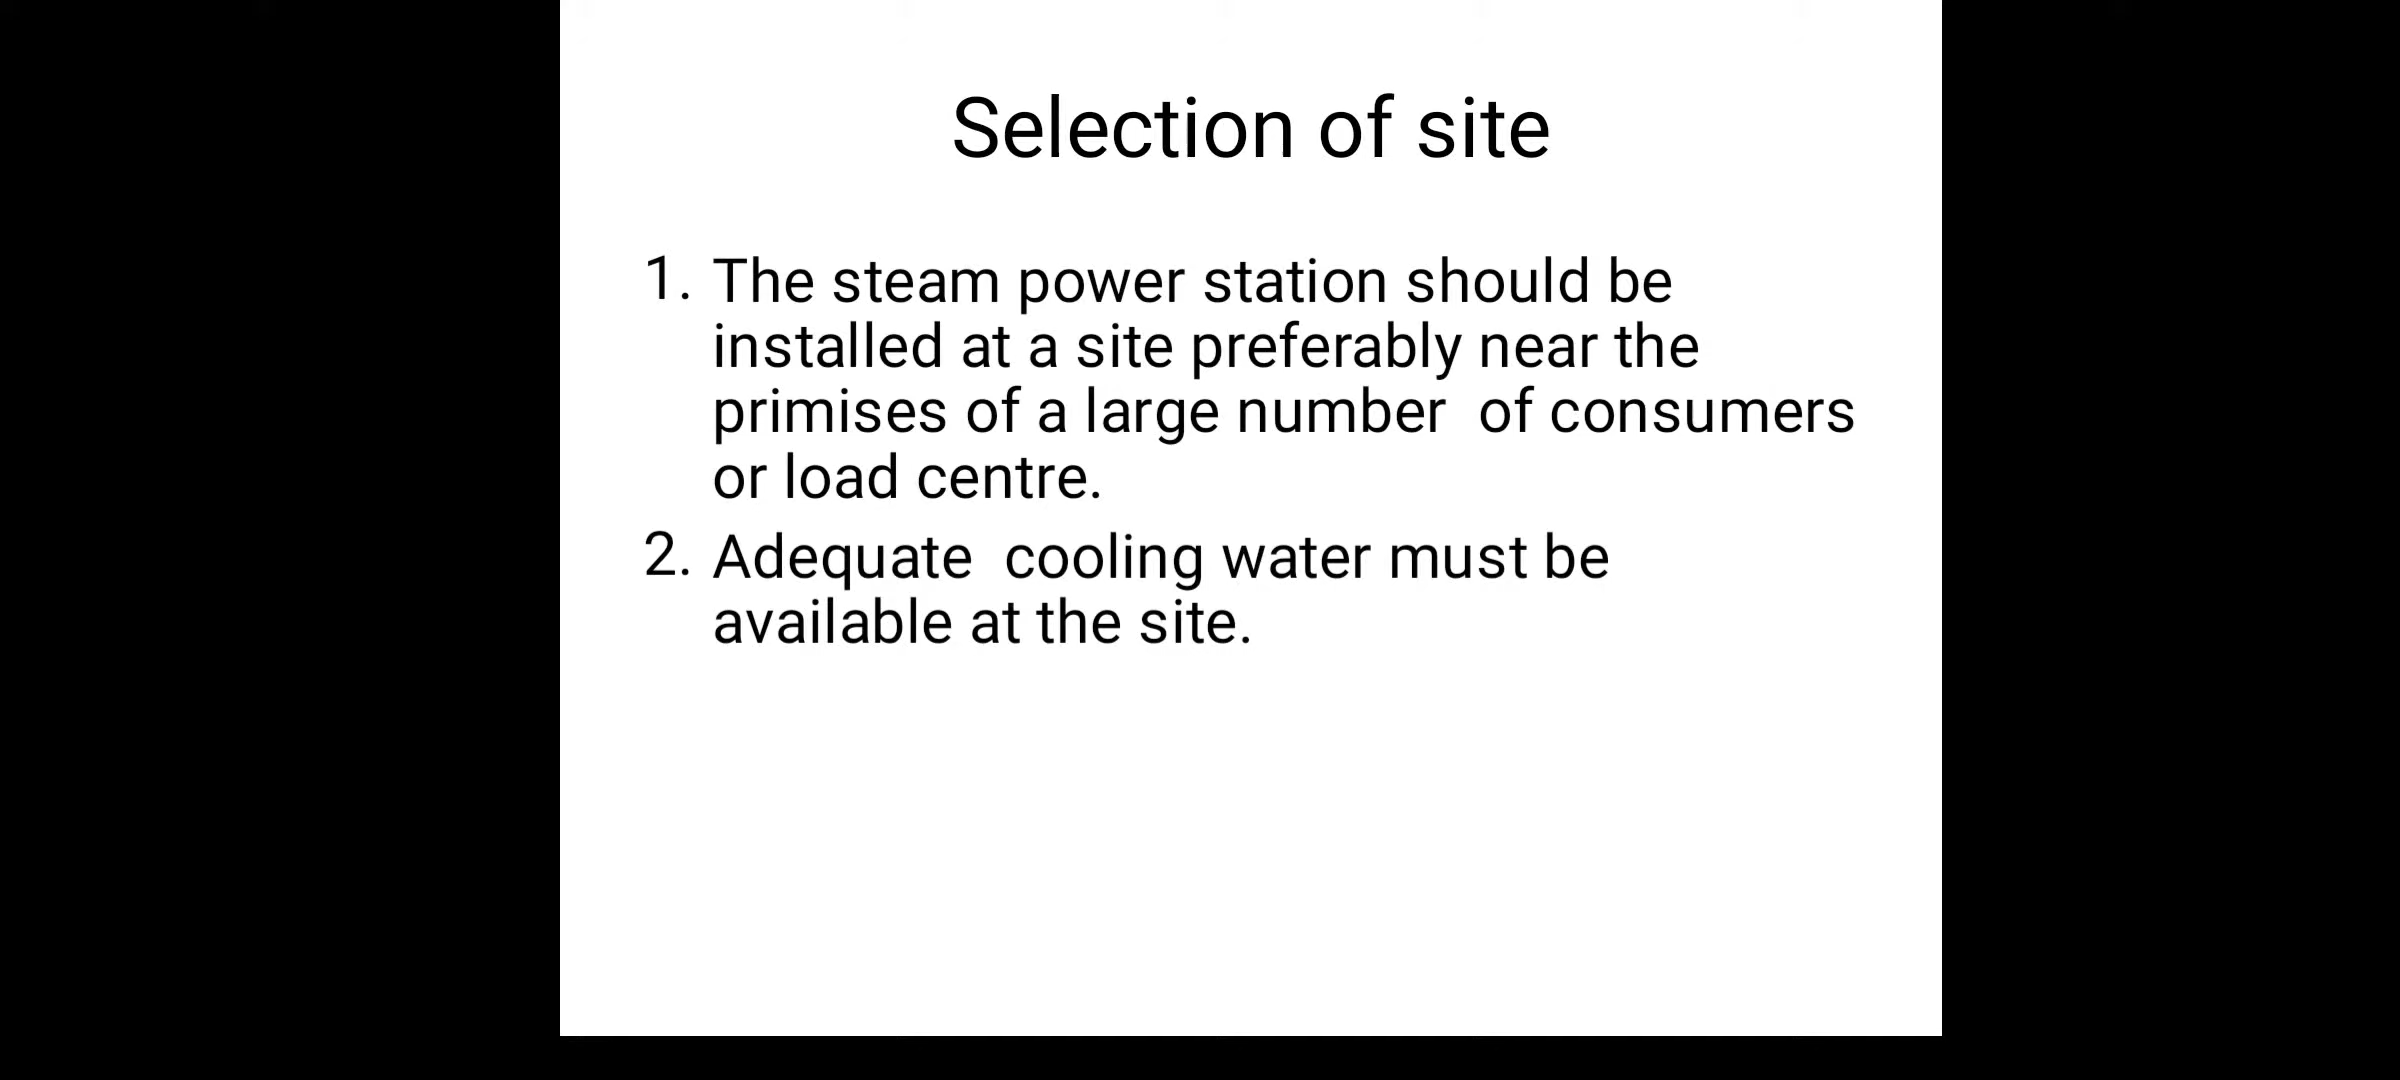 Selection of site
1. The steam power station should be
installed at a site preferably near the
primises of a large number  of consumers
or load centre.
2. Adequate  cooling water must be
available at the site.